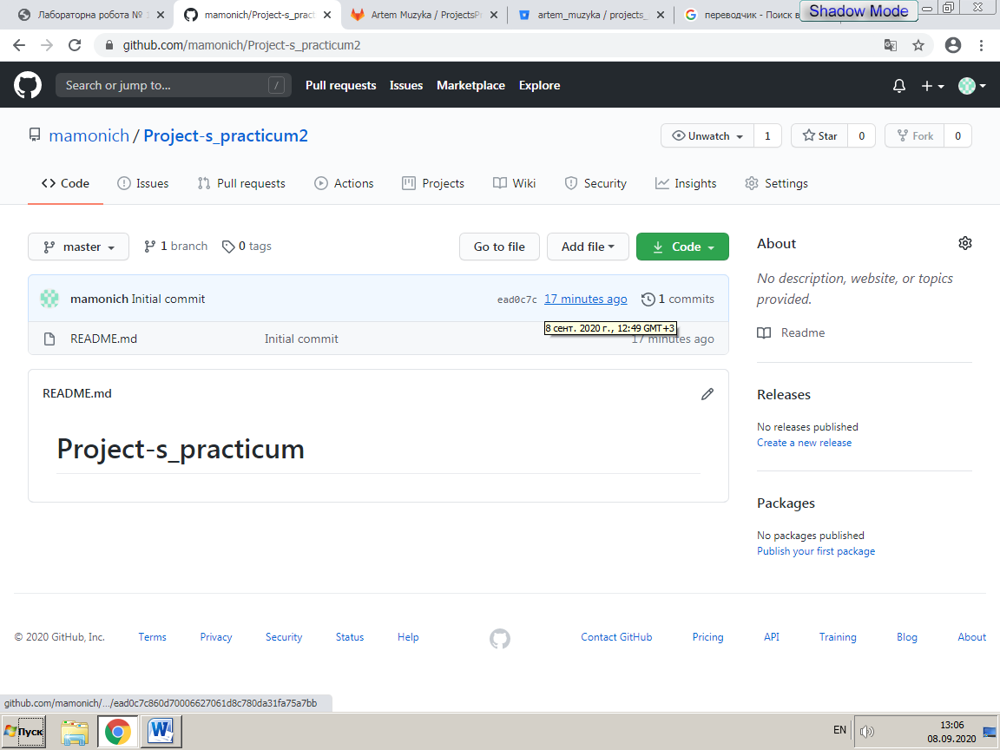 Лабораторна робота №
mamonich/Project-s_pract
Artem Muzyka / ProjectsP
artem_muzyka / projects_
переводчик - Поиск в
Shadow Mode
github.com/mamonich/Project-s_practicum2
Search or jump to...
/
Pull requests
Issues
Marketplace
Explore
mamonich / Project-s_practicum2
Unwatch 1
Star 0
Fork 0
Code
Issues
Pull requests
Actions
Projects
Wiki
Security
Insights
Settings
master
1 branch
0 tags
Go to file
Add file
Code
mamonich Initial commit
ead0c7c 17 minutes ago
1 commits
8 сент. 2020 г., 12:49 GMT+3
README.md
Initial commit
17 minutes ago
README.md
Project-s_practicum
About
No description, website, or topics
provided.
Readme
Releases
No releases published
Create a new release
Packages
No packages published
Publish your first package
© 2020 GitHub, Inc.
Terms
Privacy
Security
Status
Help
Contact GitHub
Pricing
API
Training
Blog
About
github.com/mamonich/.../ead0c7c860d70006627061d8c780da31fa75a7bb
Пуск
EN
13:06
08.09.2020